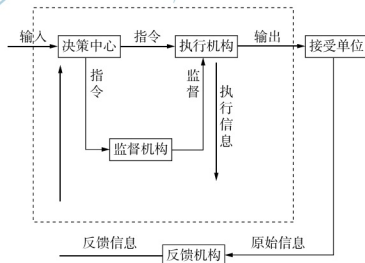 输入
决策中心
指令
执行机构
输出
接受单位
指令
监督
执行信息
监督机构
反馈信息
反馈机构
原始信息